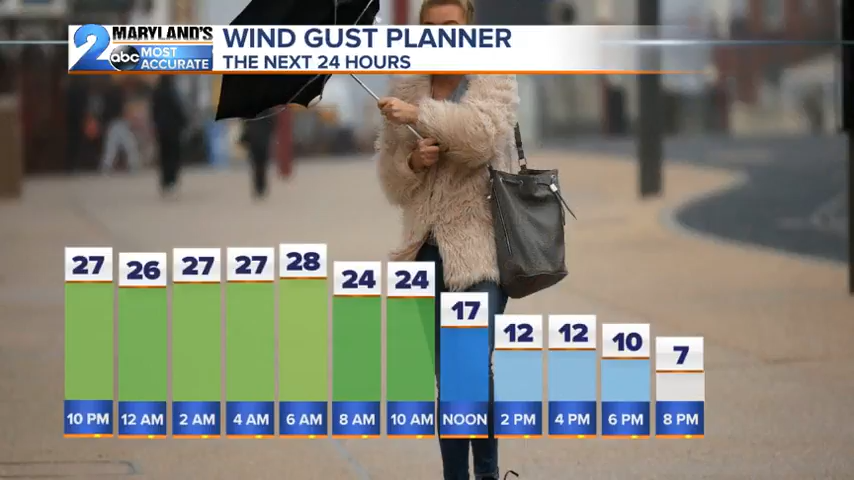 2 abc
MARYLAND'S
MOST
ACCURATE
WIND GUST PLANNER
THE NEXT 24 HOURS
27 26 27 27 28 24 24 17 12 12 10 7
10 PM 12 AM 2 AM 4 AM 6 AM 8 AM 10 AM NOON 2 PM 4 PM 6 PM 8 PM